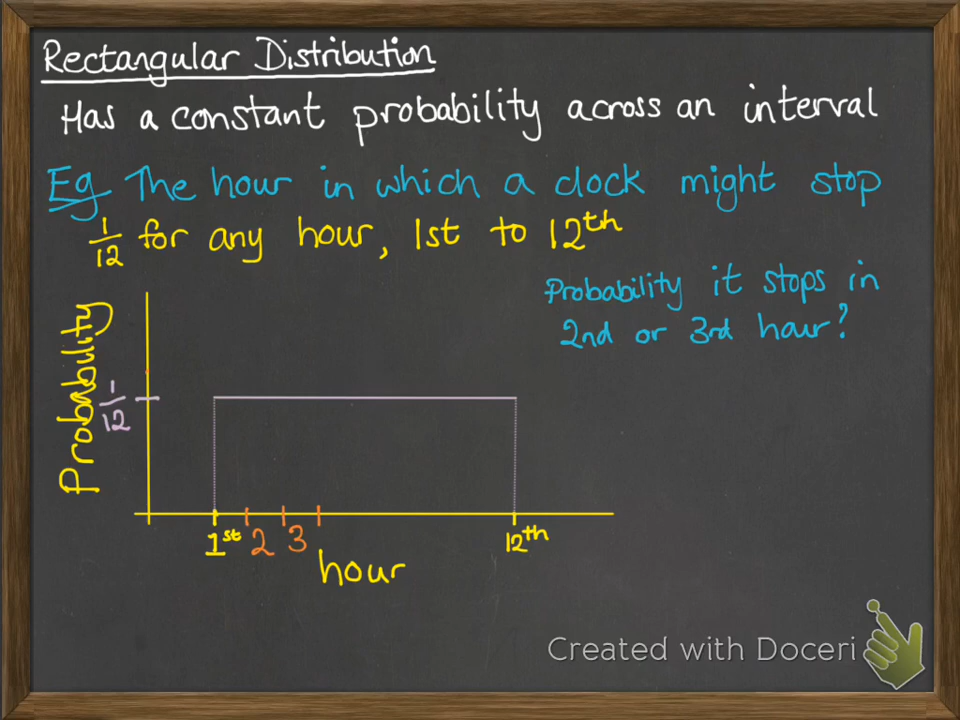 Rectangular Distribution
Has a constant probability across an interval
Eg The hour in which a clock might stop
1/12 for any hour, 1st to 12th
Probability it stops in
2nd or 3rd hour?
Probability
1/12
1st 2 3 12th
hour
Created with Doceri